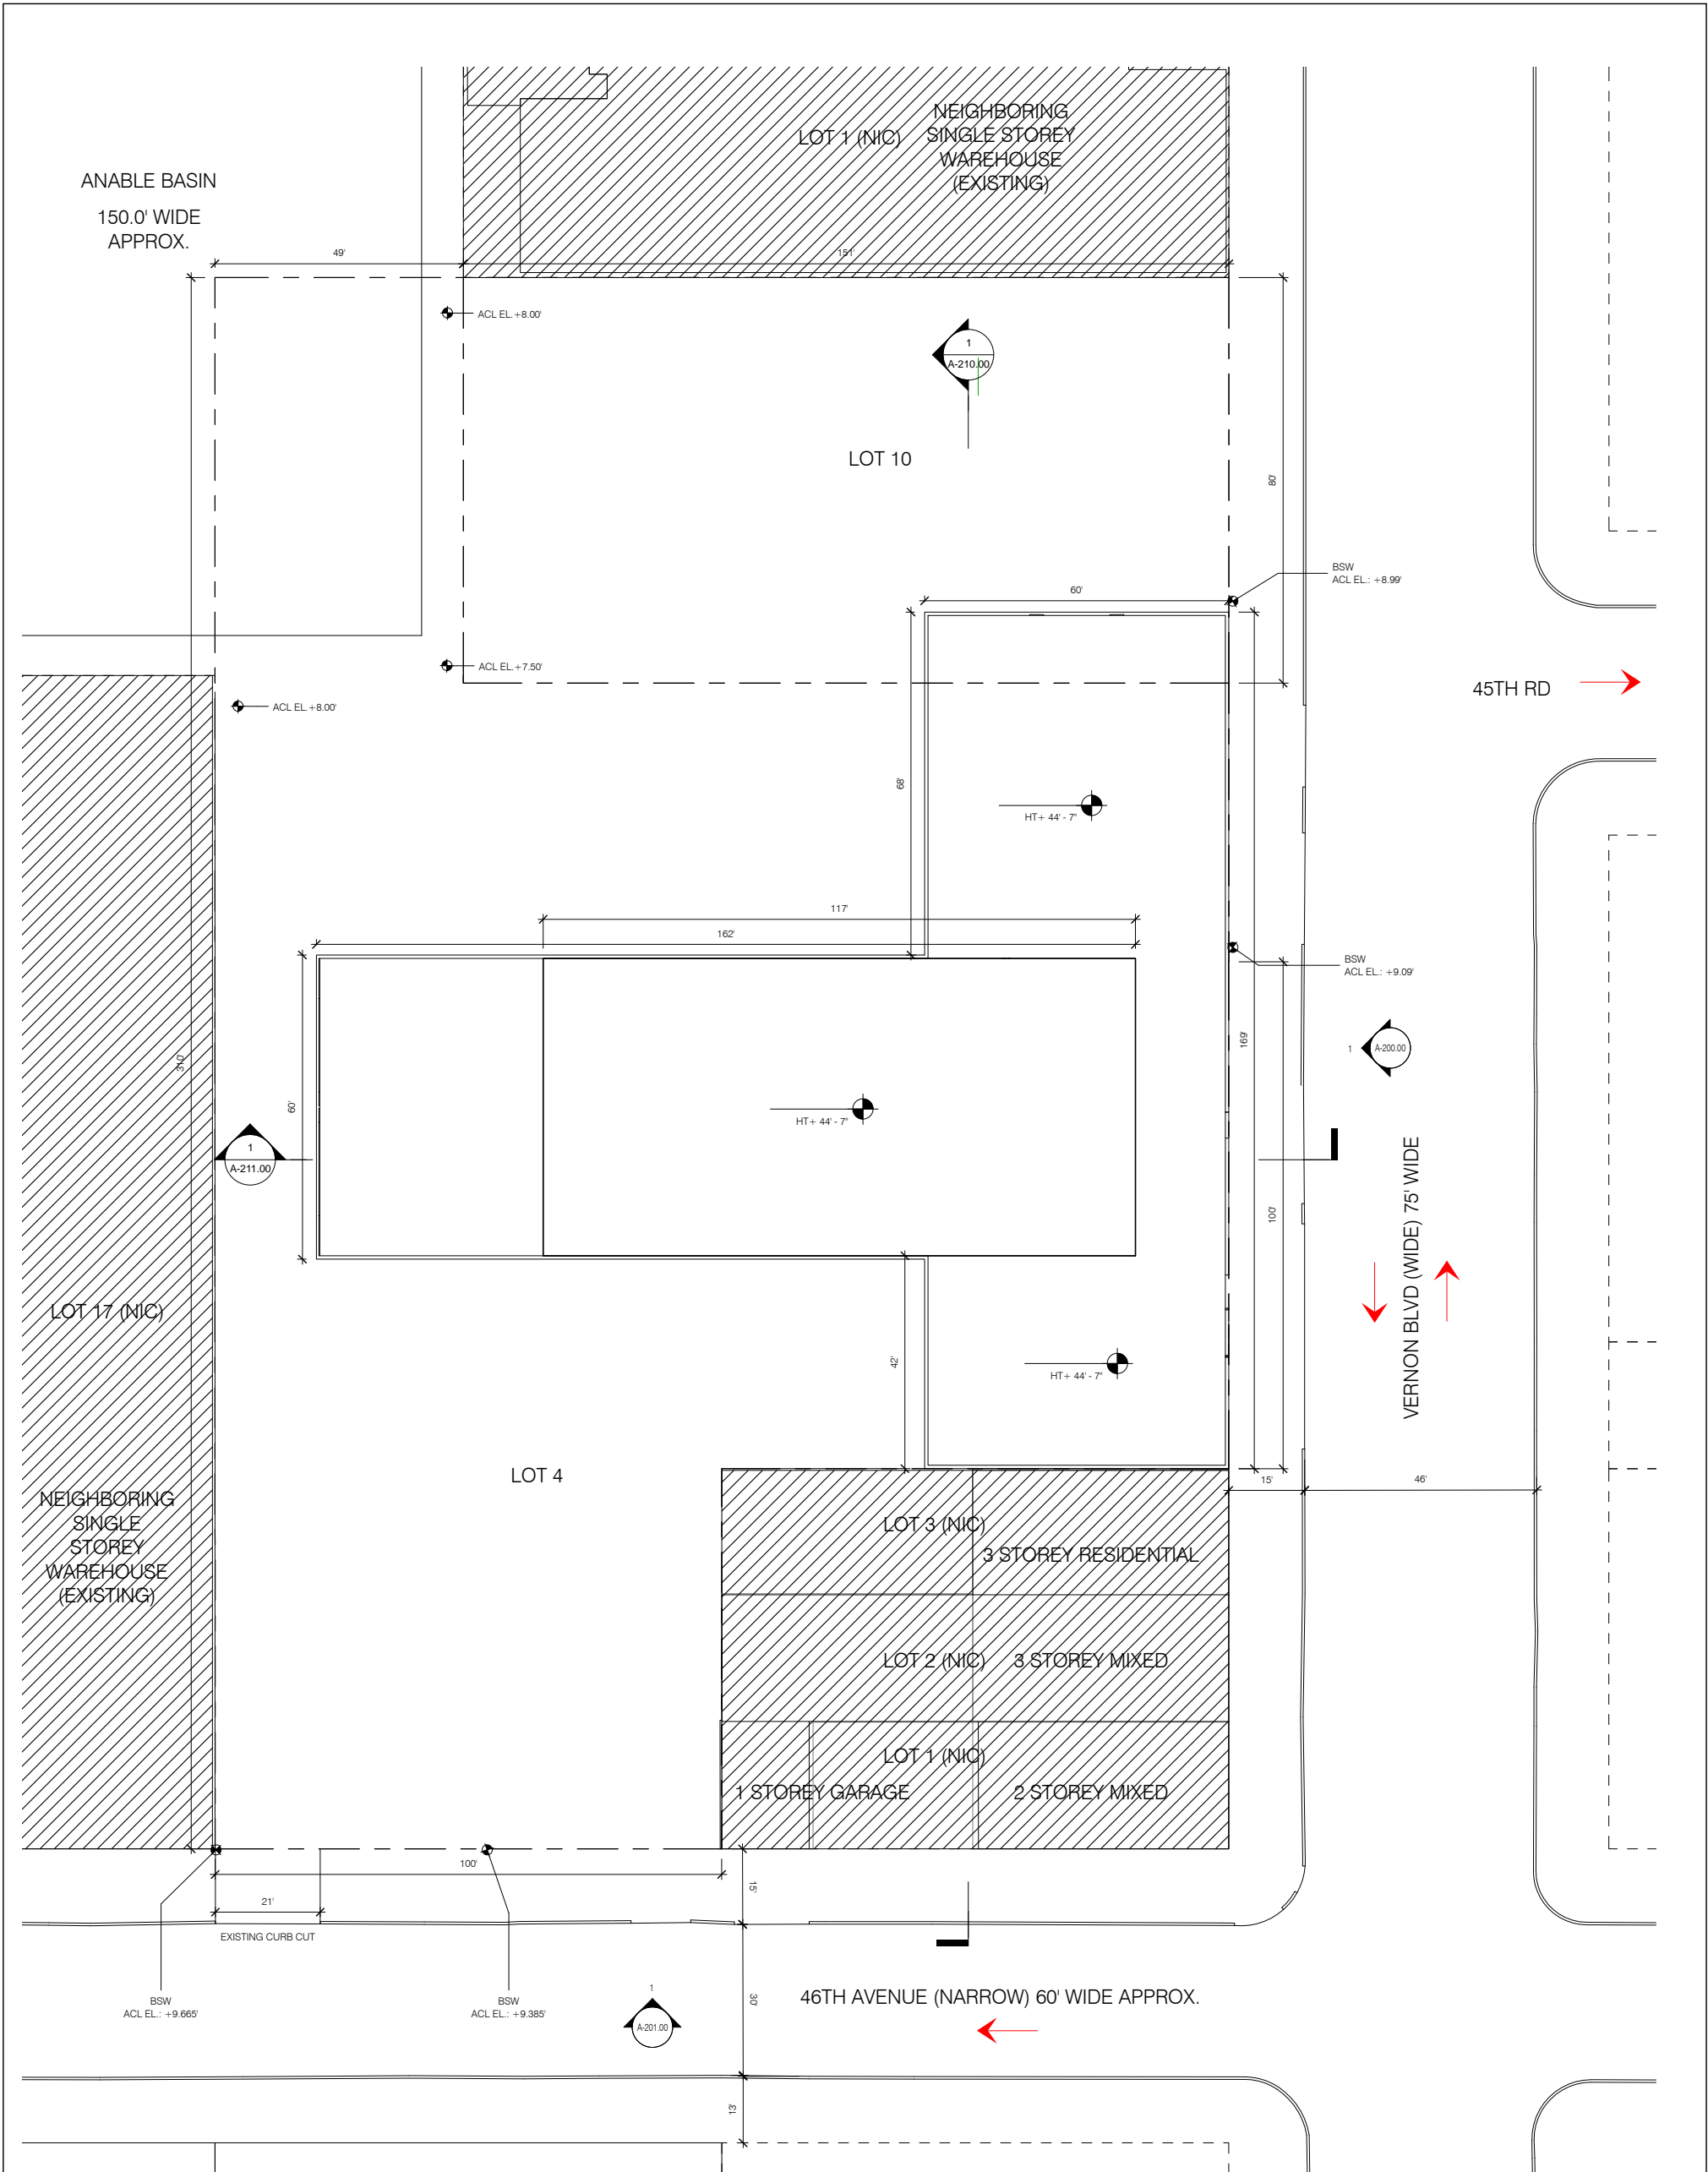 LOT 1 (NIC)
NEIGHBORING
SINGLE STOREY
WAREHOUSE
(EXISTING)
ANABLE BASIN
150.0' WIDE
APPROX.
49'
151'
ACL EL.+8.00'
1
A-210.00
LOT 10
80'
BSW
ACL EL.: +8.99'
60'
ACL EL.+7.50'
45TH RD
ACL EL.+8.00'
68'
HT+ 44' - 7"
117'
162'
BSW
ACL EL.: +9.09'
310'
169'
1
A-200.00
60'
HT+ 44' - 7"
1
A-211.00
100'
VERNON BLVD (WIDE) 75' WIDE
LOT 17 (NIC)
42'
HT+ 44' - 7"
LOT 4
15'
46'
NEIGHBORING
SINGLE
STOREY
WAREHOUSE
(EXISTING)
LOT 3 (NIC)
3 STOREY RESIDENTIAL
LOT 2 (NIC)
3 STOREY MIXED
LOT 1 (NIC)
1 STOREY GARAGE
2 STOREY MIXED
100'
15'
21'
EXISTING CURB CUT
BSW
ACL EL.: +9.665'
BSW
ACL EL.: +9.385'
1
A-201.00
30'
46TH AVENUE (NARROW) 60' WIDE APPROX.
13'